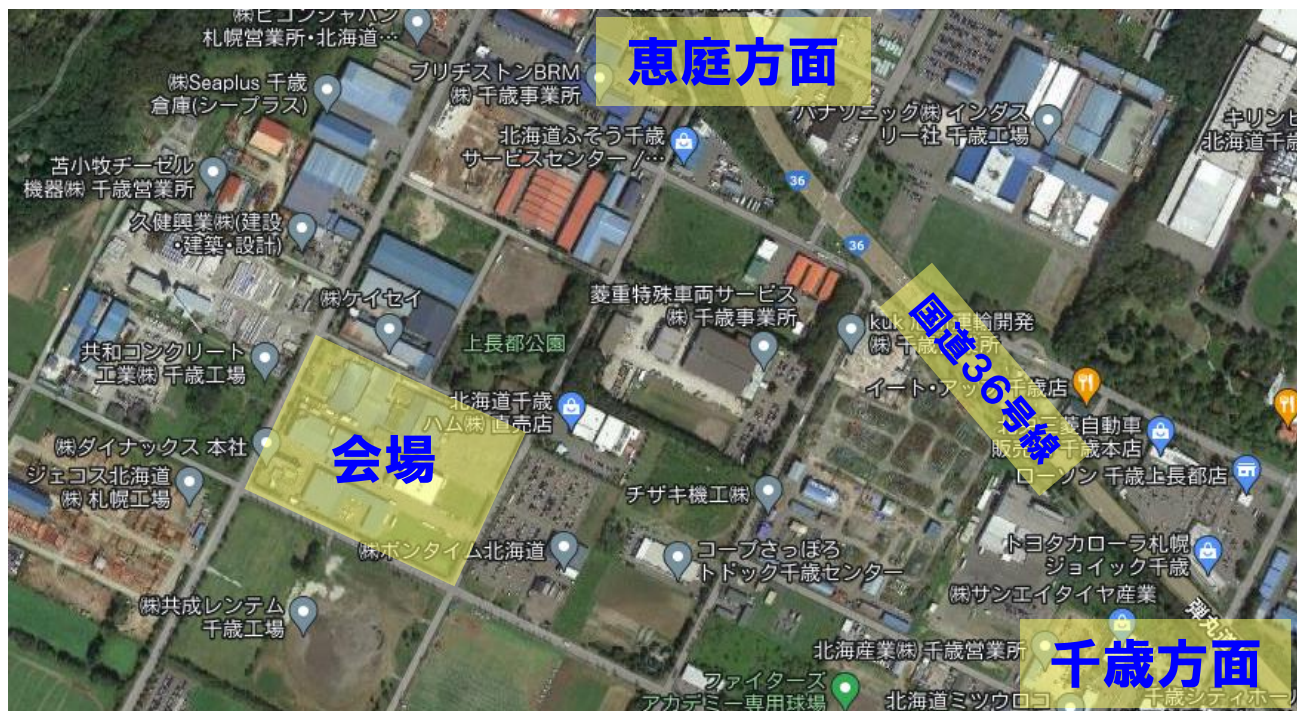 ㈱ビコンジャパン
札幌営業所・北海道…
恵庭方面
ブリヂストンBRM
㈱ 千歳事業所
㈱Seaplus 千歳
倉庫(シープラス)
パナソニック㈱ インダス
リー社 千歳工場
キリンビ
北海道千歳
北海道ふそう千歳
サービスセンター /…
苫小牧ヂーゼル
機器㈱ 千歳営業所
36
久健興業㈱(建設
・建築・設計)
36
㈱ケイセイ
菱重特殊車両サービス
㈱ 千歳事業所
国道36号線
運輸開発
上長都公園
共和コンクリート
工業㈱ 千歳工場
千歳店
北海道千歳
ハム㈱ 直売店
三菱自動車
千歳本店
会場
㈱ダイナックス 本社
ジェコス北海道
㈱ 札幌工場
ローソン 千歳上長都店
チザキ機工㈱
㈱ボンタイム北海道
コープさっぽろ
トドック千歳センター
トヨタカローラ札幌
ジョイック千歳
㈱サンエイタイヤ産業
㈱共成レンテム
千歳工場
弾丸道
北海産業㈱ 千歳営業所
千歳方面
ファイターズ
アカデミー専用球場
北海道ミツウロコ
千歳シティホール